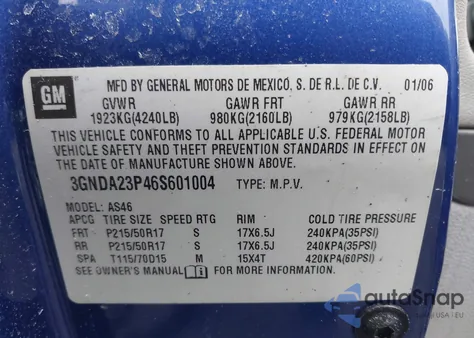 GM
MFD BY GENERAL MOTORS DE MEXICO, S. DE R.L. DE C.V. 01/06
GVWR GAWR FRT GAWR RR
1923KG(4240LB) 980KG(2160LB) 979KG(2158LB)
THIS VEHICLE CONFORMS TO ALL APPLICABLE U.S. FEDERAL MOTOR
VEHICLE SAFETY AND THEFT PREVENTION STANDARDS IN EFFECT ON
THE DATE OF MANUFACTURE SHOWN ABOVE.
3GNDA23P46S601004 TYPE: M.P.V.
MODEL: AS46
APCG TIRE SIZE SPEED RTG RIM COLD TIRE PRESSURE
FRT P215/50R17 S 17X6.5J 240KPA(35PSI)
RR P215/50R17 S 17X6.5J 240KPA(35PSI)
SPA T115/70D15 M 15X4T 420KPA(60PSI)
SEE OWNER'S MANUAL FOR MORE INFORMATION.
autoSnap